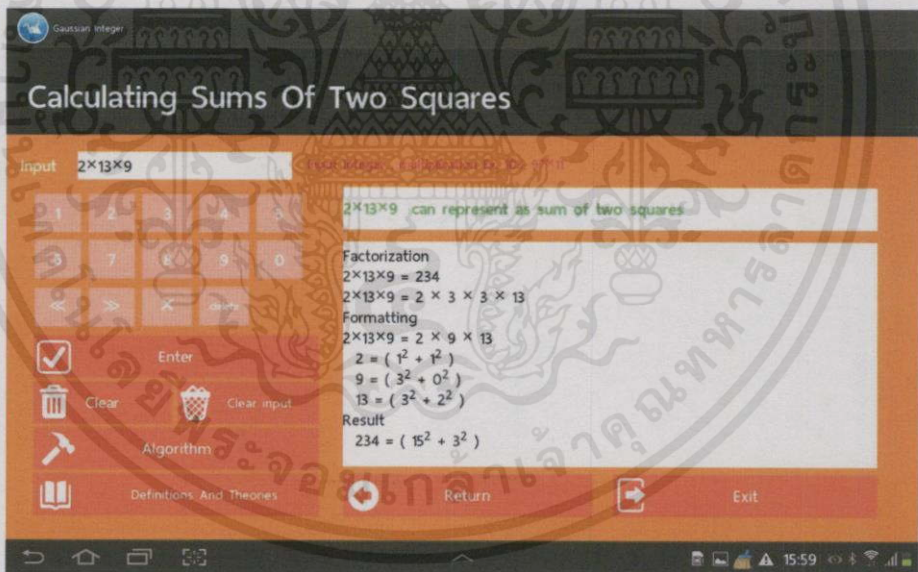 Gaussian Integer
Calculating Sums Of Two Squares
Input 2×13×9
1 2 3 4 5
6 7 8 9 0
≪ ≫ × delete
Enter
Clear Clear input
Algorithm
Definitions And Theories
2×13×9 can represent as sum of two squares
Factorization
2×13×9 = 234
2×13×9 = 2 × 3 × 3 × 13
Formatting
2×13×9 = 2 × 9 × 13
2 = ( 1² + 1² )
9 = ( 3² + 0² )
13 = ( 3² + 2² )
Result
234 = ( 15² + 3² )
Return Exit
15:59